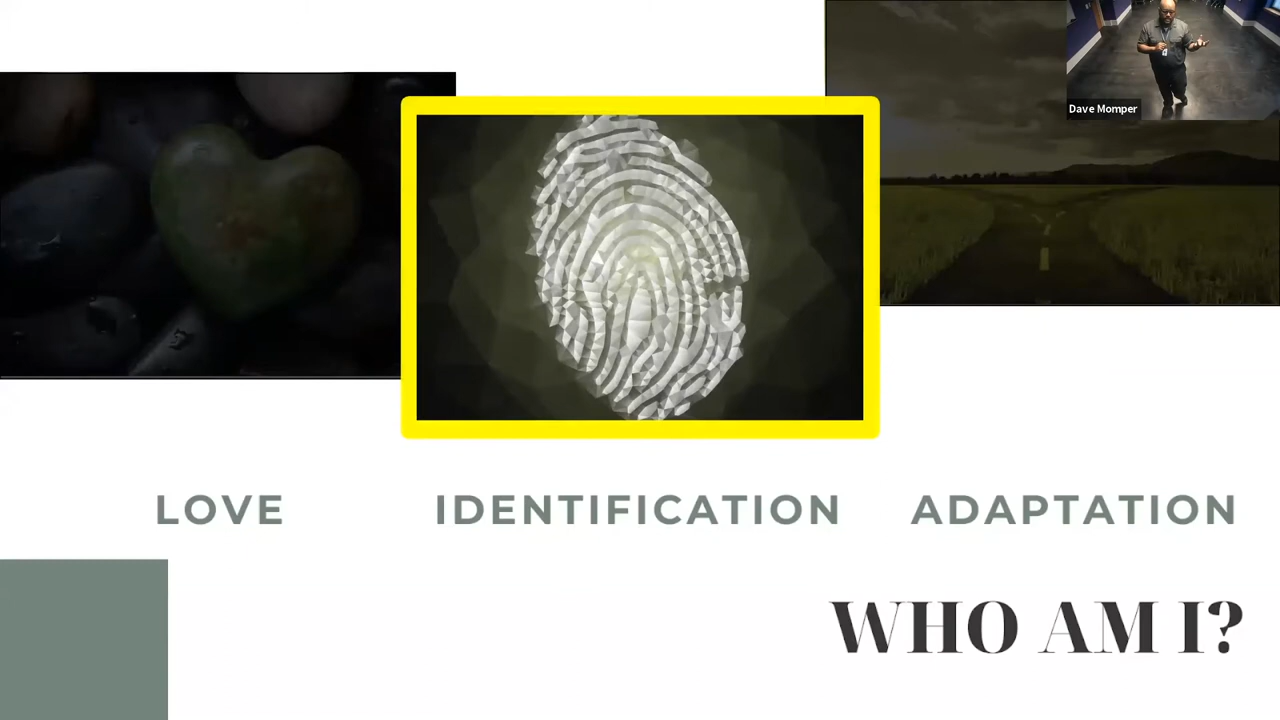 Dave Momper
LOVE
IDENTIFICATION
ADAPTATION
WHO AM I?